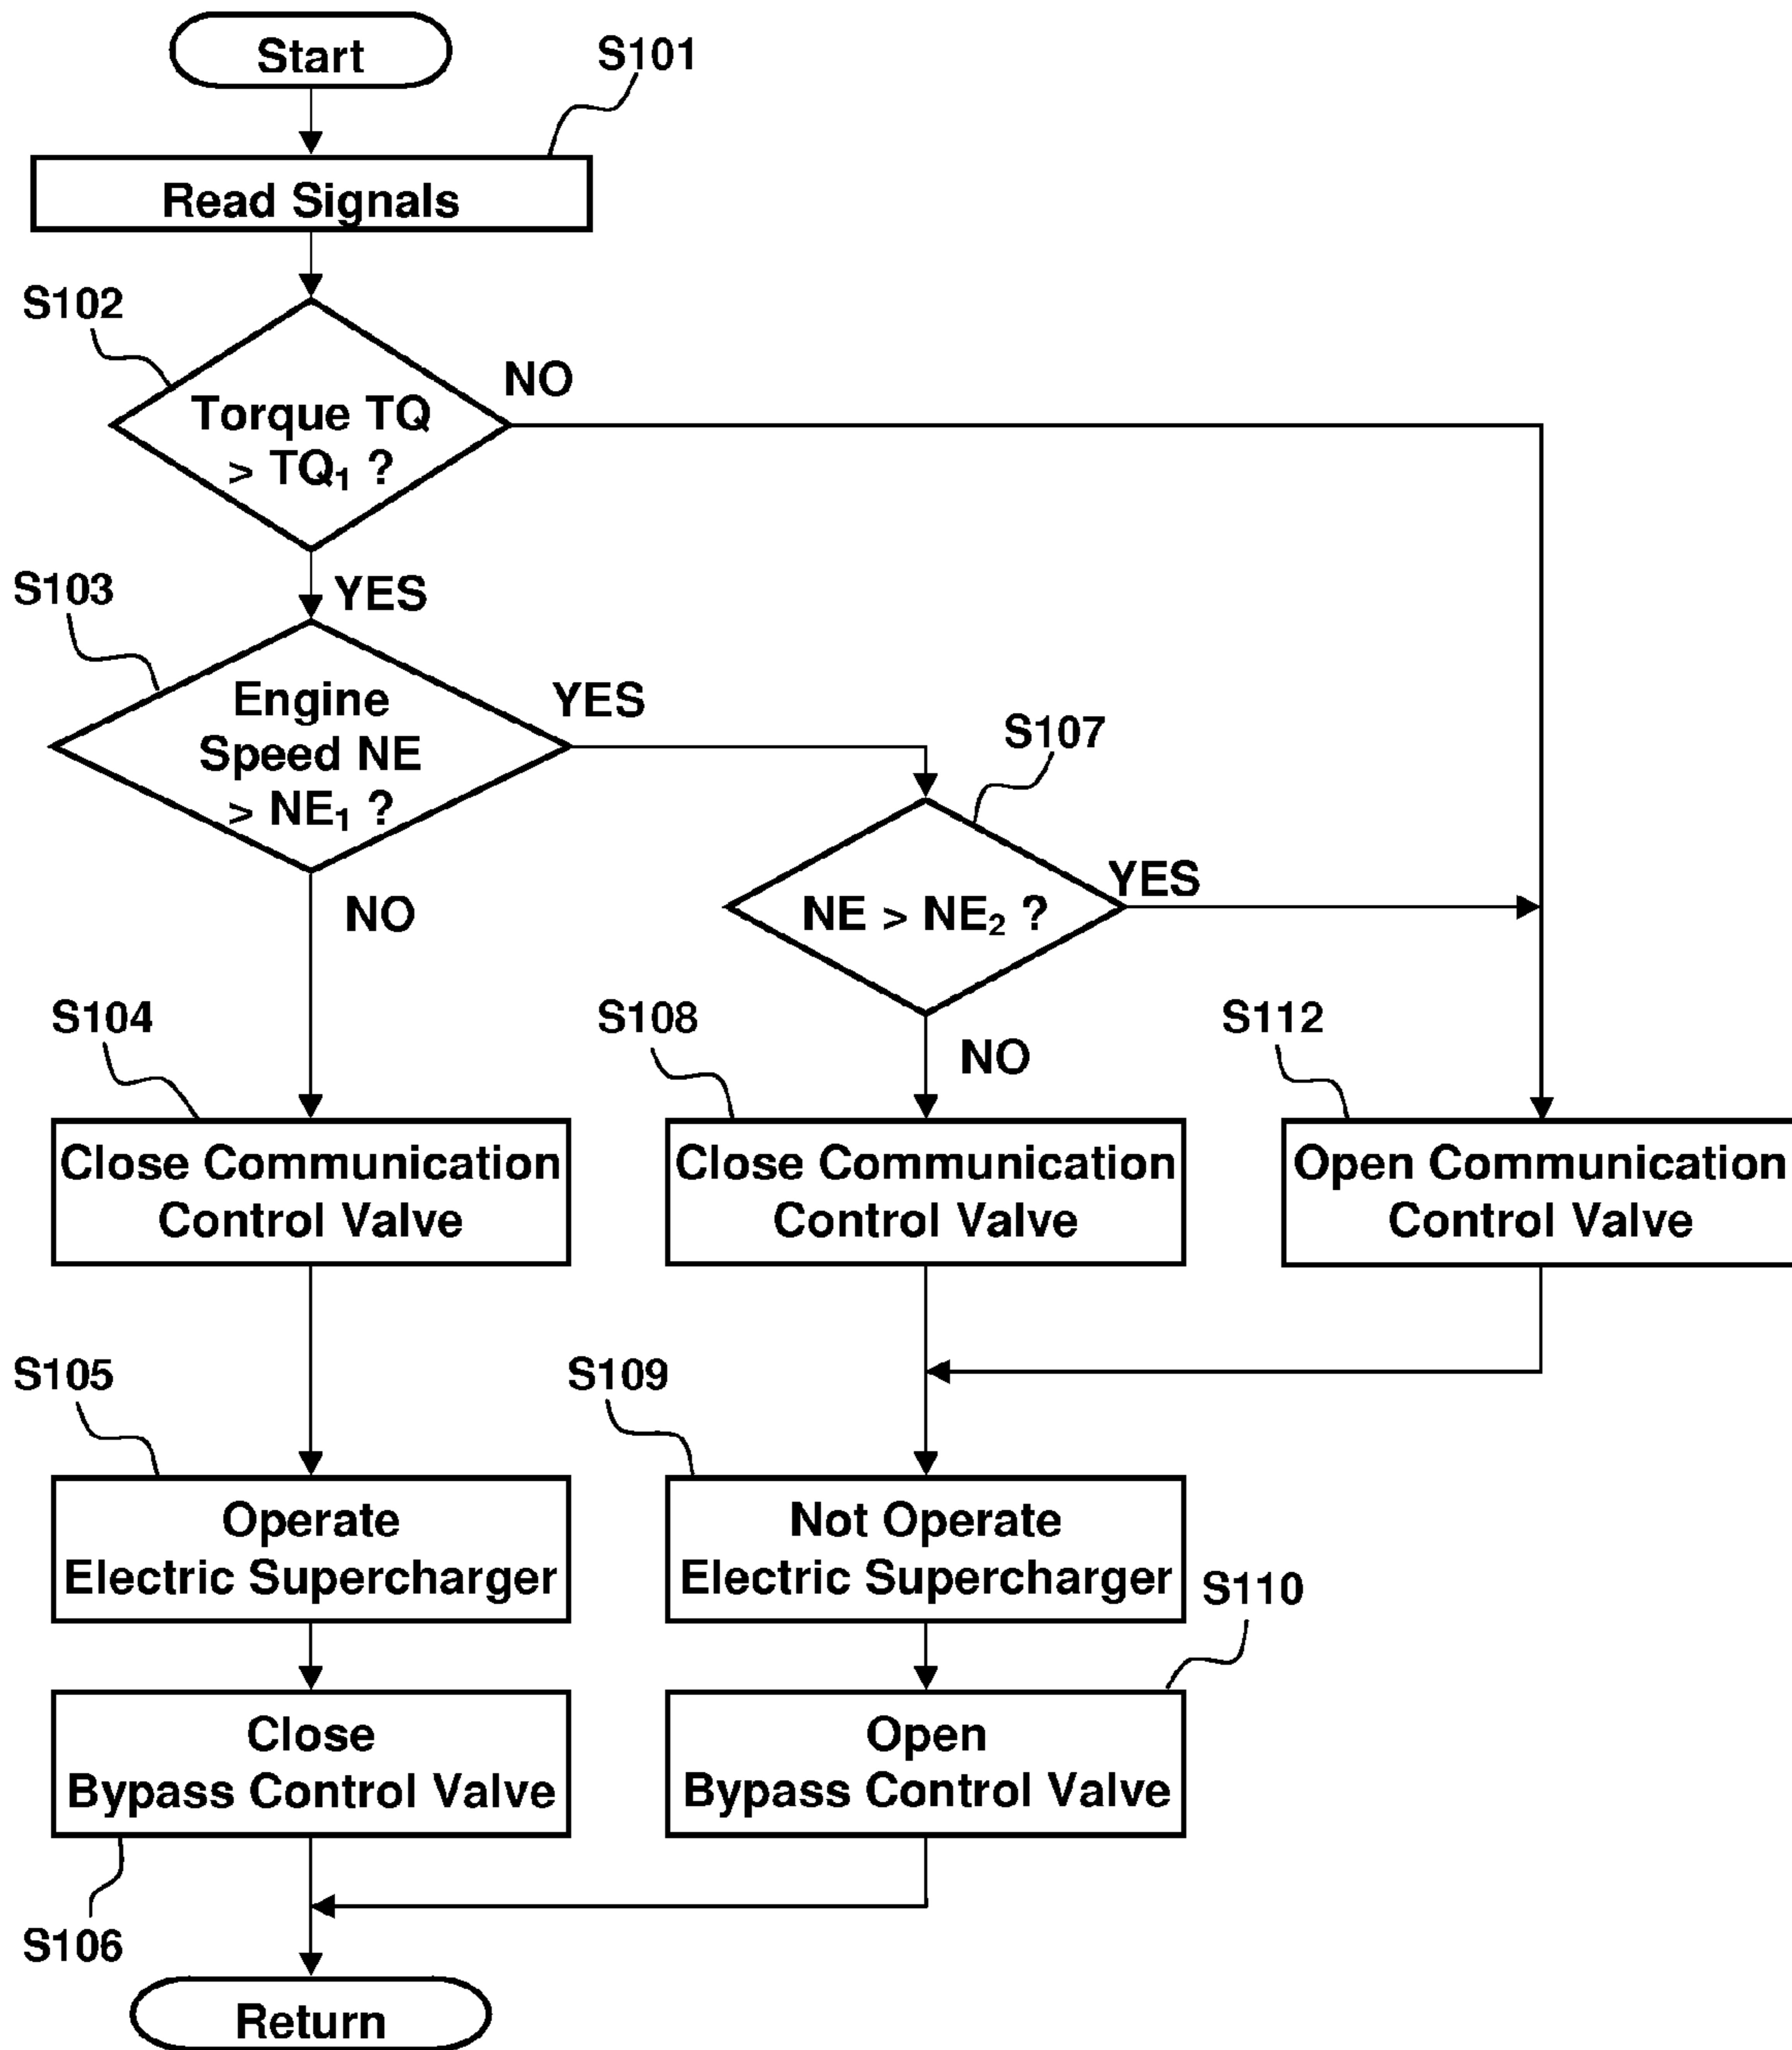 Start
S101
Read Signals
S102
NO
Torque TQ
> TQ₁ ?
YES
S103
Engine
Speed NE
> NE₁ ?
YES
S107
NE > NE₂ ?
YES
NO
NO
S104
S108
S112
Close Communication
Control Valve
Close Communication
Control Valve
Open Communication
Control Valve
S105
S109
Operate
Electric Supercharger
Not Operate
Electric Supercharger
S110
Close
Bypass Control Valve
Open
Bypass Control Valve
S106
Return